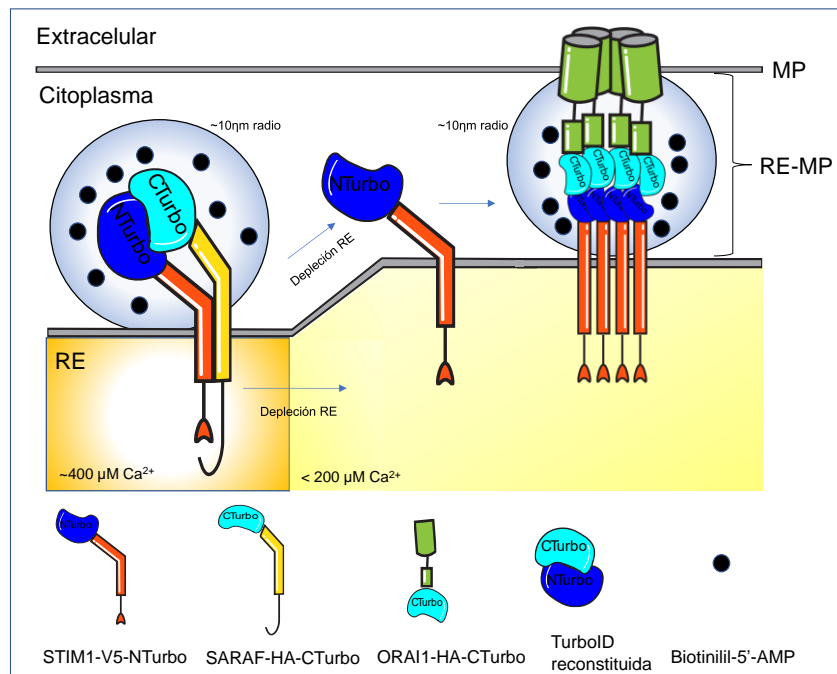 Extracelular
MP
Citoplasma
~10ηm radio
~10ηm radio
NTurbo
CTurbo
CTurbo
CTurbo
NTurbo
RE-MP
Depleción RE
RE
Depleción RE
~400 µM Ca²⁺
< 200 µM Ca²⁺
NTurbo
CTurbo
CTurbo
CTurbo
NTurbo
STIM1-V5-NTurbo
SARAF-HA-CTurbo
ORAI1-HA-CTurbo
TurboID
reconstituida
Biotinilil-5'-AMP